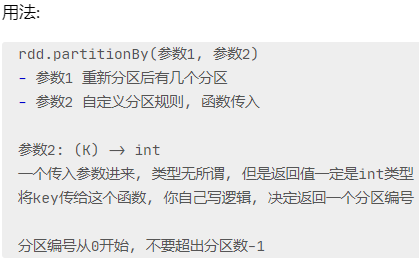 用法:
rdd.partitionBy(参数1, 参数2)
- 参数1 重新分区后有几个分区
- 参数2 自定义分区规则, 函数传入
参数2: (K) -> int
一个传入参数进来, 类型无所谓, 但是返回值一定是int类型
将key传给这个函数, 你自己写逻辑, 决定返回一个分区编号
分区编号从0开始, 不要超出分区数-1